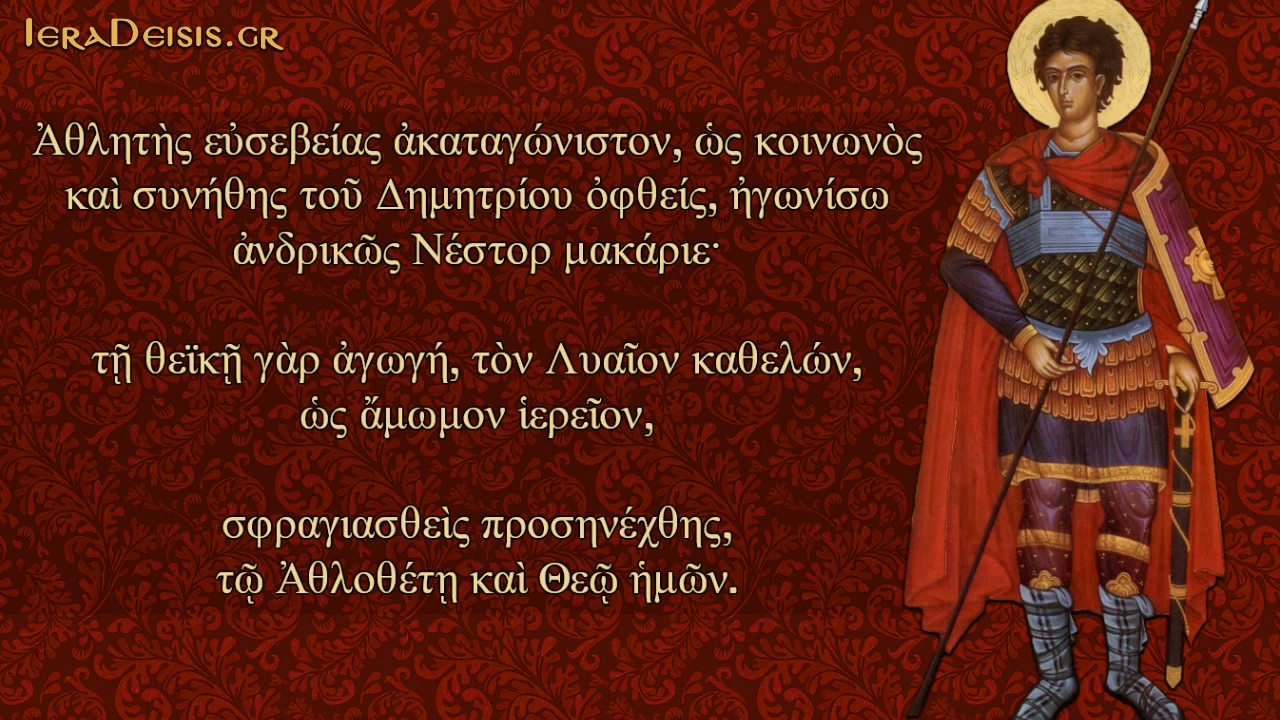 IeraDeisis.gr
Ἀθλητὴς εὐσεβείας ἀκαταγώνιστον, ὡς κοινωνὸς
καὶ συνήθης τοῦ Δημητρίου ὀφθείς, ἠγωνίσω
ἀνδρικῶς Νέστορ μακάριε·
τῇ θεϊκῇ γὰρ ἀγωγή, τὸν Λυαῖον καθελών,
ὡς ἄμωμον ἱερεῖον,
σφραγιασθεὶς προσηνέχθης,
τῷ Ἀθλοθέτῃ καὶ Θεῷ ἡμῶν.